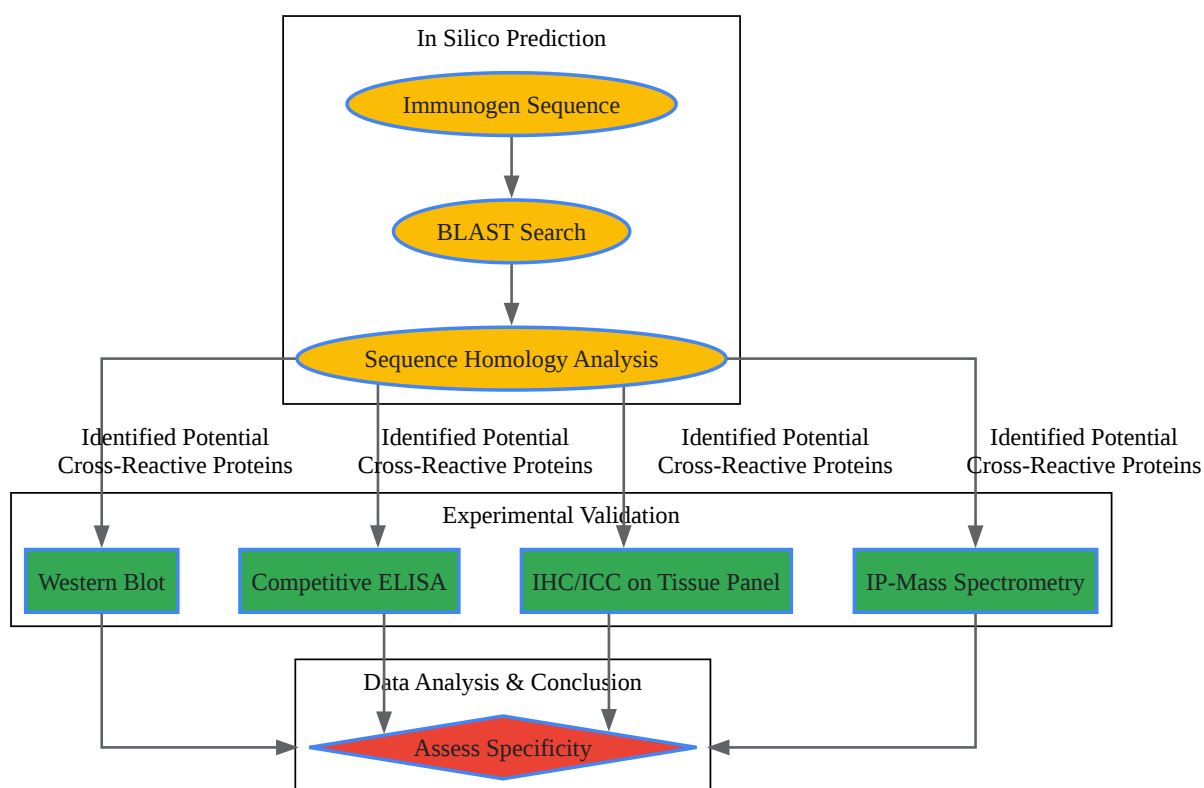 In Silico Prediction
Immunogen Sequence
BLAST Search
Sequence Homology Analysis
Identified Potential
Cross-Reactive Proteins
Identified Potential
Cross-Reactive Proteins
Identified Potential
Cross-Reactive Proteins
Identified Potential
Cross-Reactive Proteins
Experimental Validation
Western Blot
Competitive ELISA
IHC/ICC on Tissue Panel
IP-Mass Spectrometry
Data Analysis & Conclusion
Assess Specificity